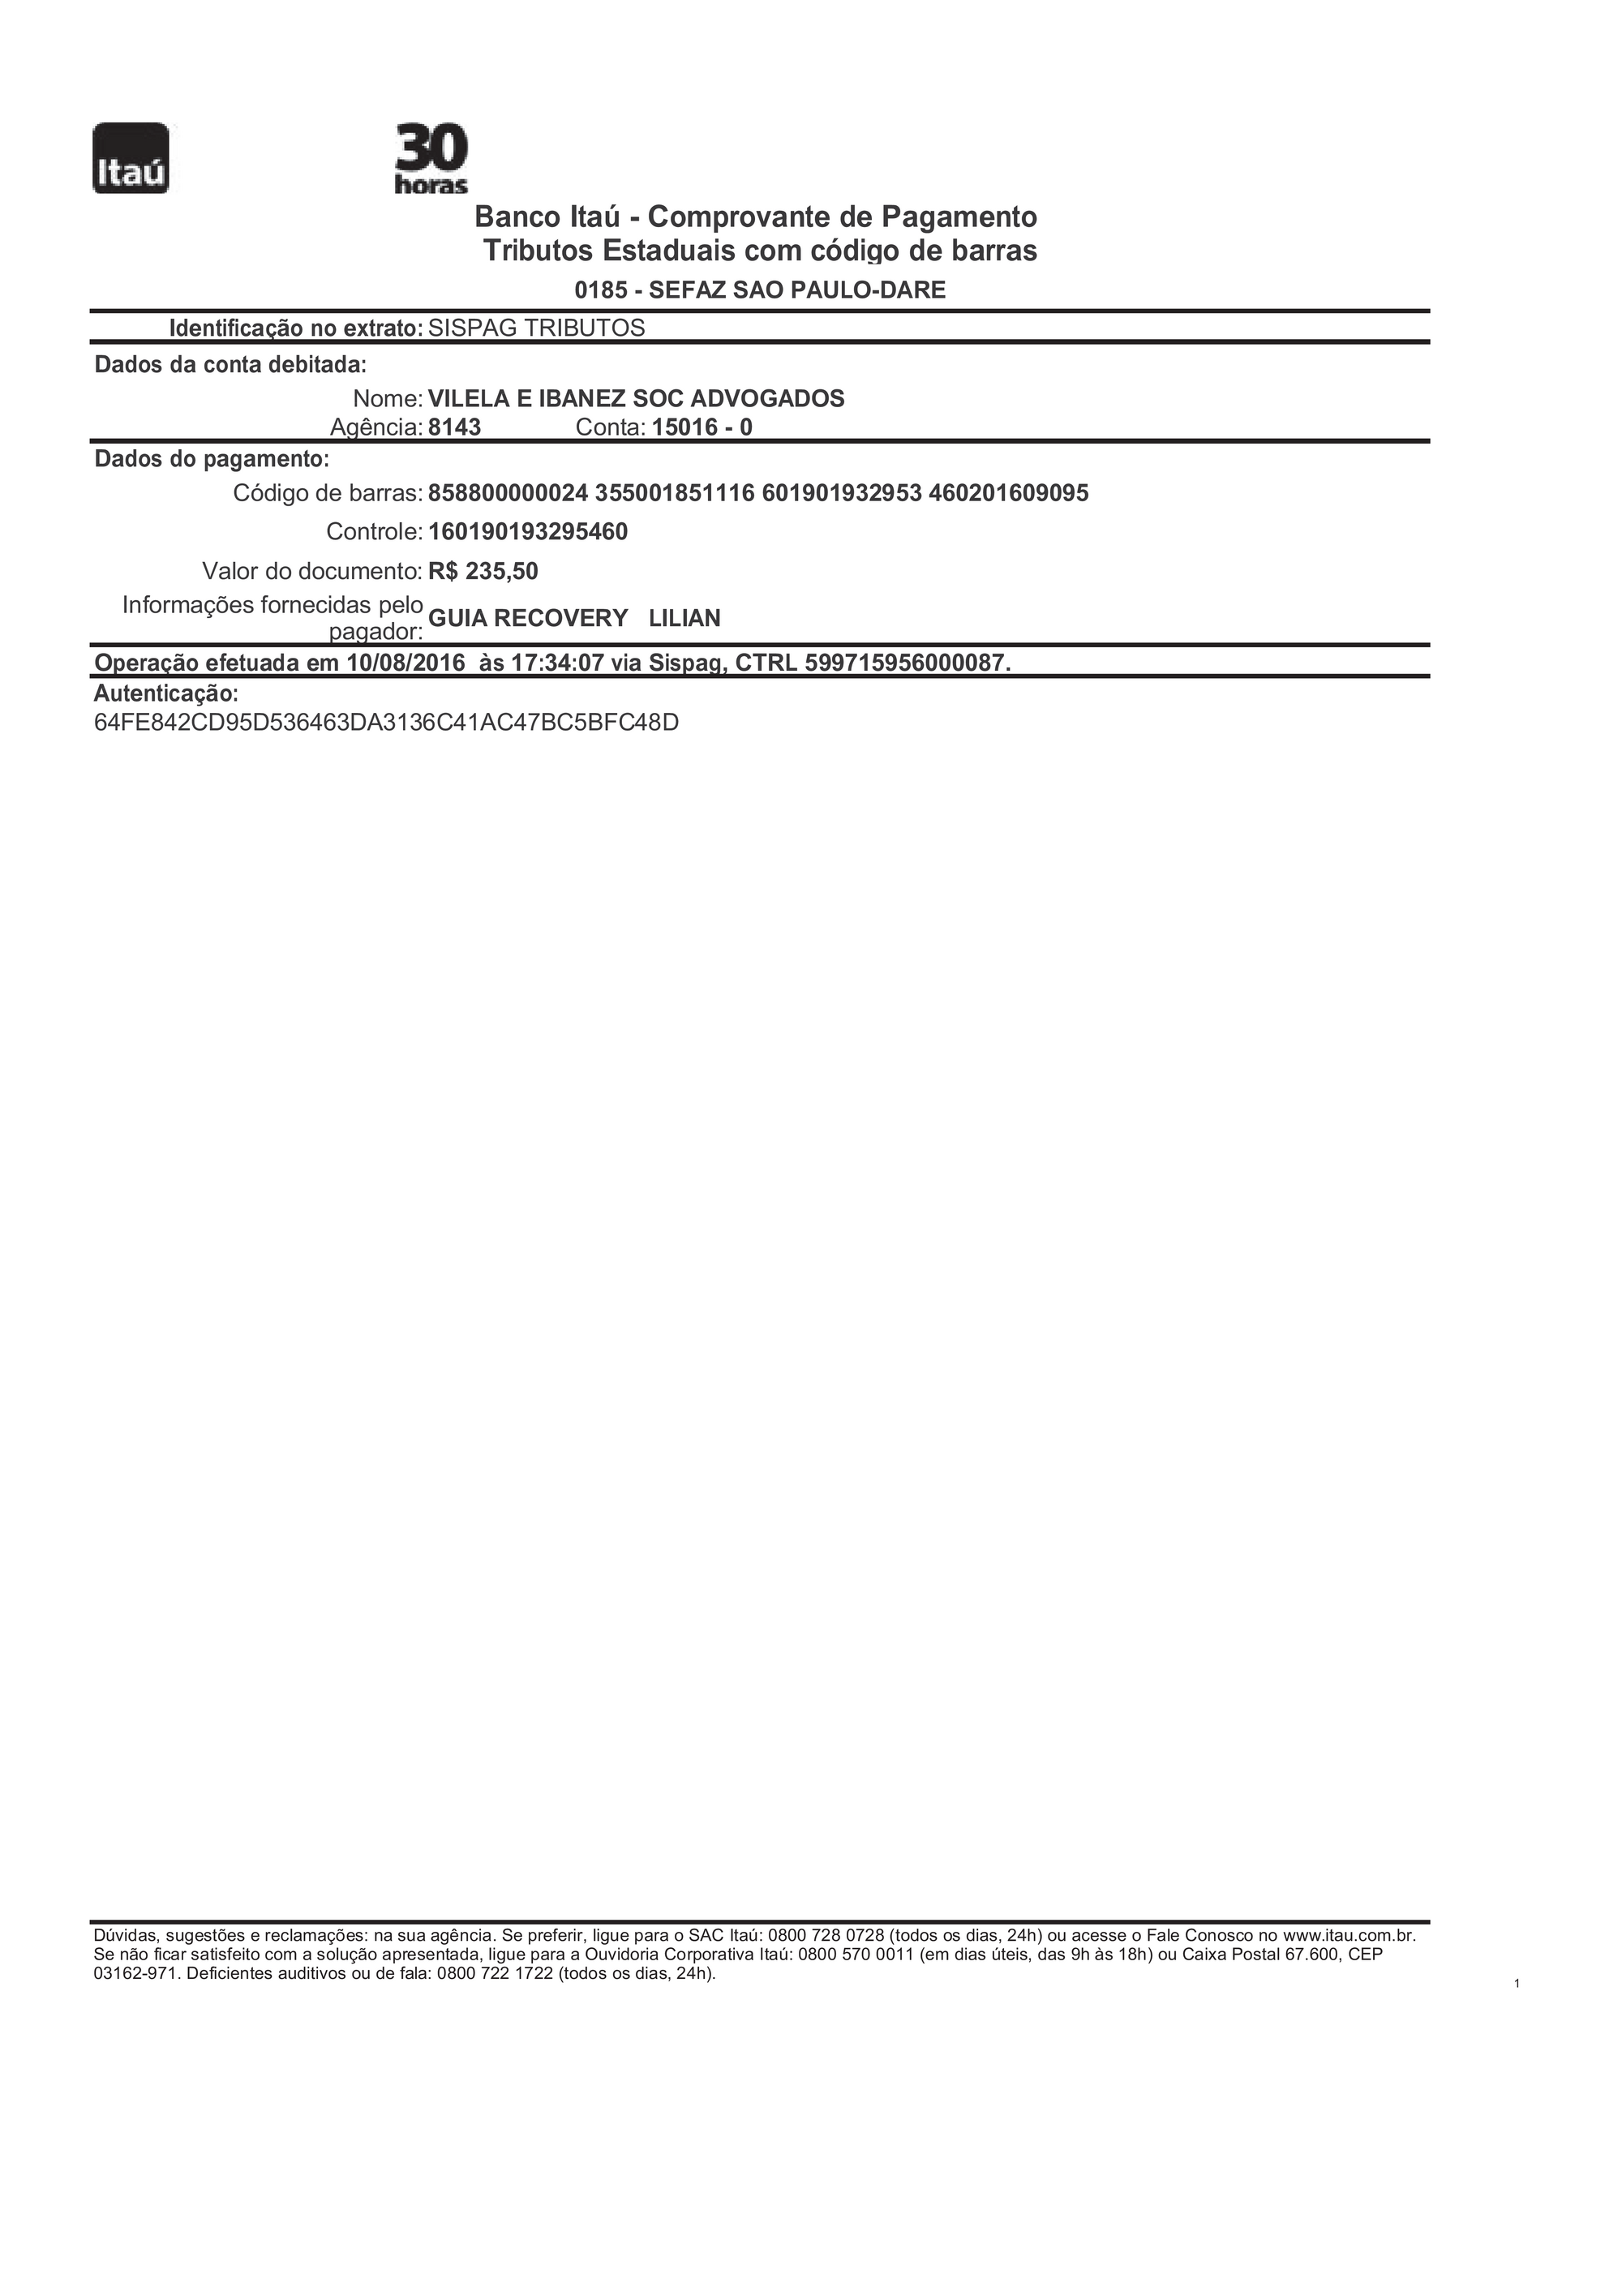 Itaú
30
horas
Banco Itaú - Comprovante de Pagamento
Tributos Estaduais com código de barras
0185 - SEFAZ SAO PAULO-DARE
Identificação no extrato: SISPAG TRIBUTOS
Dados da conta debitada:
Nome: VILELA E IBANEZ SOC ADVOGADOS
Agência: 8143 Conta: 15016 - 0
Dados do pagamento:
Código de barras: 858800000024 355001851116 601901932953 460201609095
Controle: 160190193295460
Valor do documento: R$ 235,50
Informações fornecidas pelo
pagador: GUIA RECOVERY LILIAN
Operação efetuada em 10/08/2016 às 17:34:07 via Sispag, CTRL 599715956000087.
Autenticação:
64FE842CD95D536463DA3136C41AC47BC5BFC48D
Dúvidas, sugestões e reclamações: na sua agência. Se preferir, ligue para o SAC Itaú: 0800 728 0728 (todos os dias, 24h) ou acesse o Fale Conosco no www.itau.com.br.
Se não ficar satisfeito com a solução apresentada, ligue para a Ouvidoria Corporativa Itaú: 0800 570 0011 (em dias úteis, das 9h às 18h) ou Caixa Postal 67.600, CEP
03162-971. Deficientes auditivos ou de fala: 0800 722 1722 (todos os dias, 24h).
1